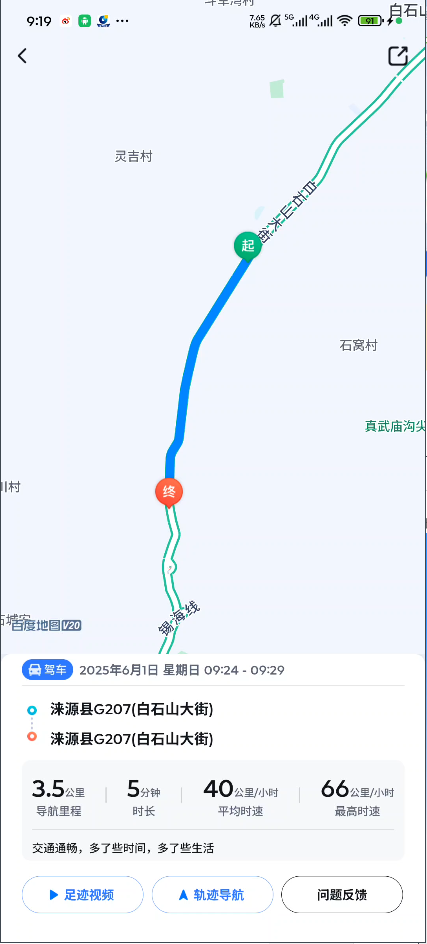 9:19
7.65 KB/s 5G 4G 91
白石山
灵吉村
白石山大街
起
石窝村
真武庙沟尖
川村
终
锡海线
百度地图V20
驾车 2025年6月1日 星期日 09:24 - 09:29
涞源县G207(白石山大街)
涞源县G207(白石山大街)
3.5公里 5分钟 40公里/小时 66公里/小时
导航里程 时长 平均时速 最高时速
交通通畅，多了些时间，多了些生活
足迹视频 轨迹导航 问题反馈